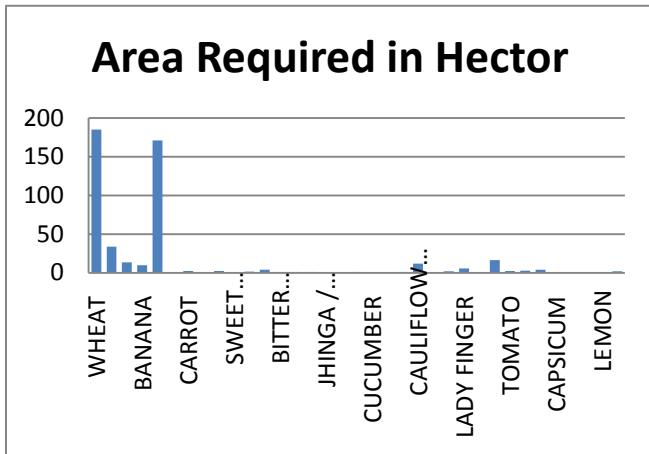 Area Required in Hector
200
150
100
50
0
WHEAT
BANANA
CARROT
SWEET...
BITTER...
JHINGA /...
CUCUMBER
CAULIFLOW...
LADY FINGER
TOMATO
CAPSICUM
LEMON